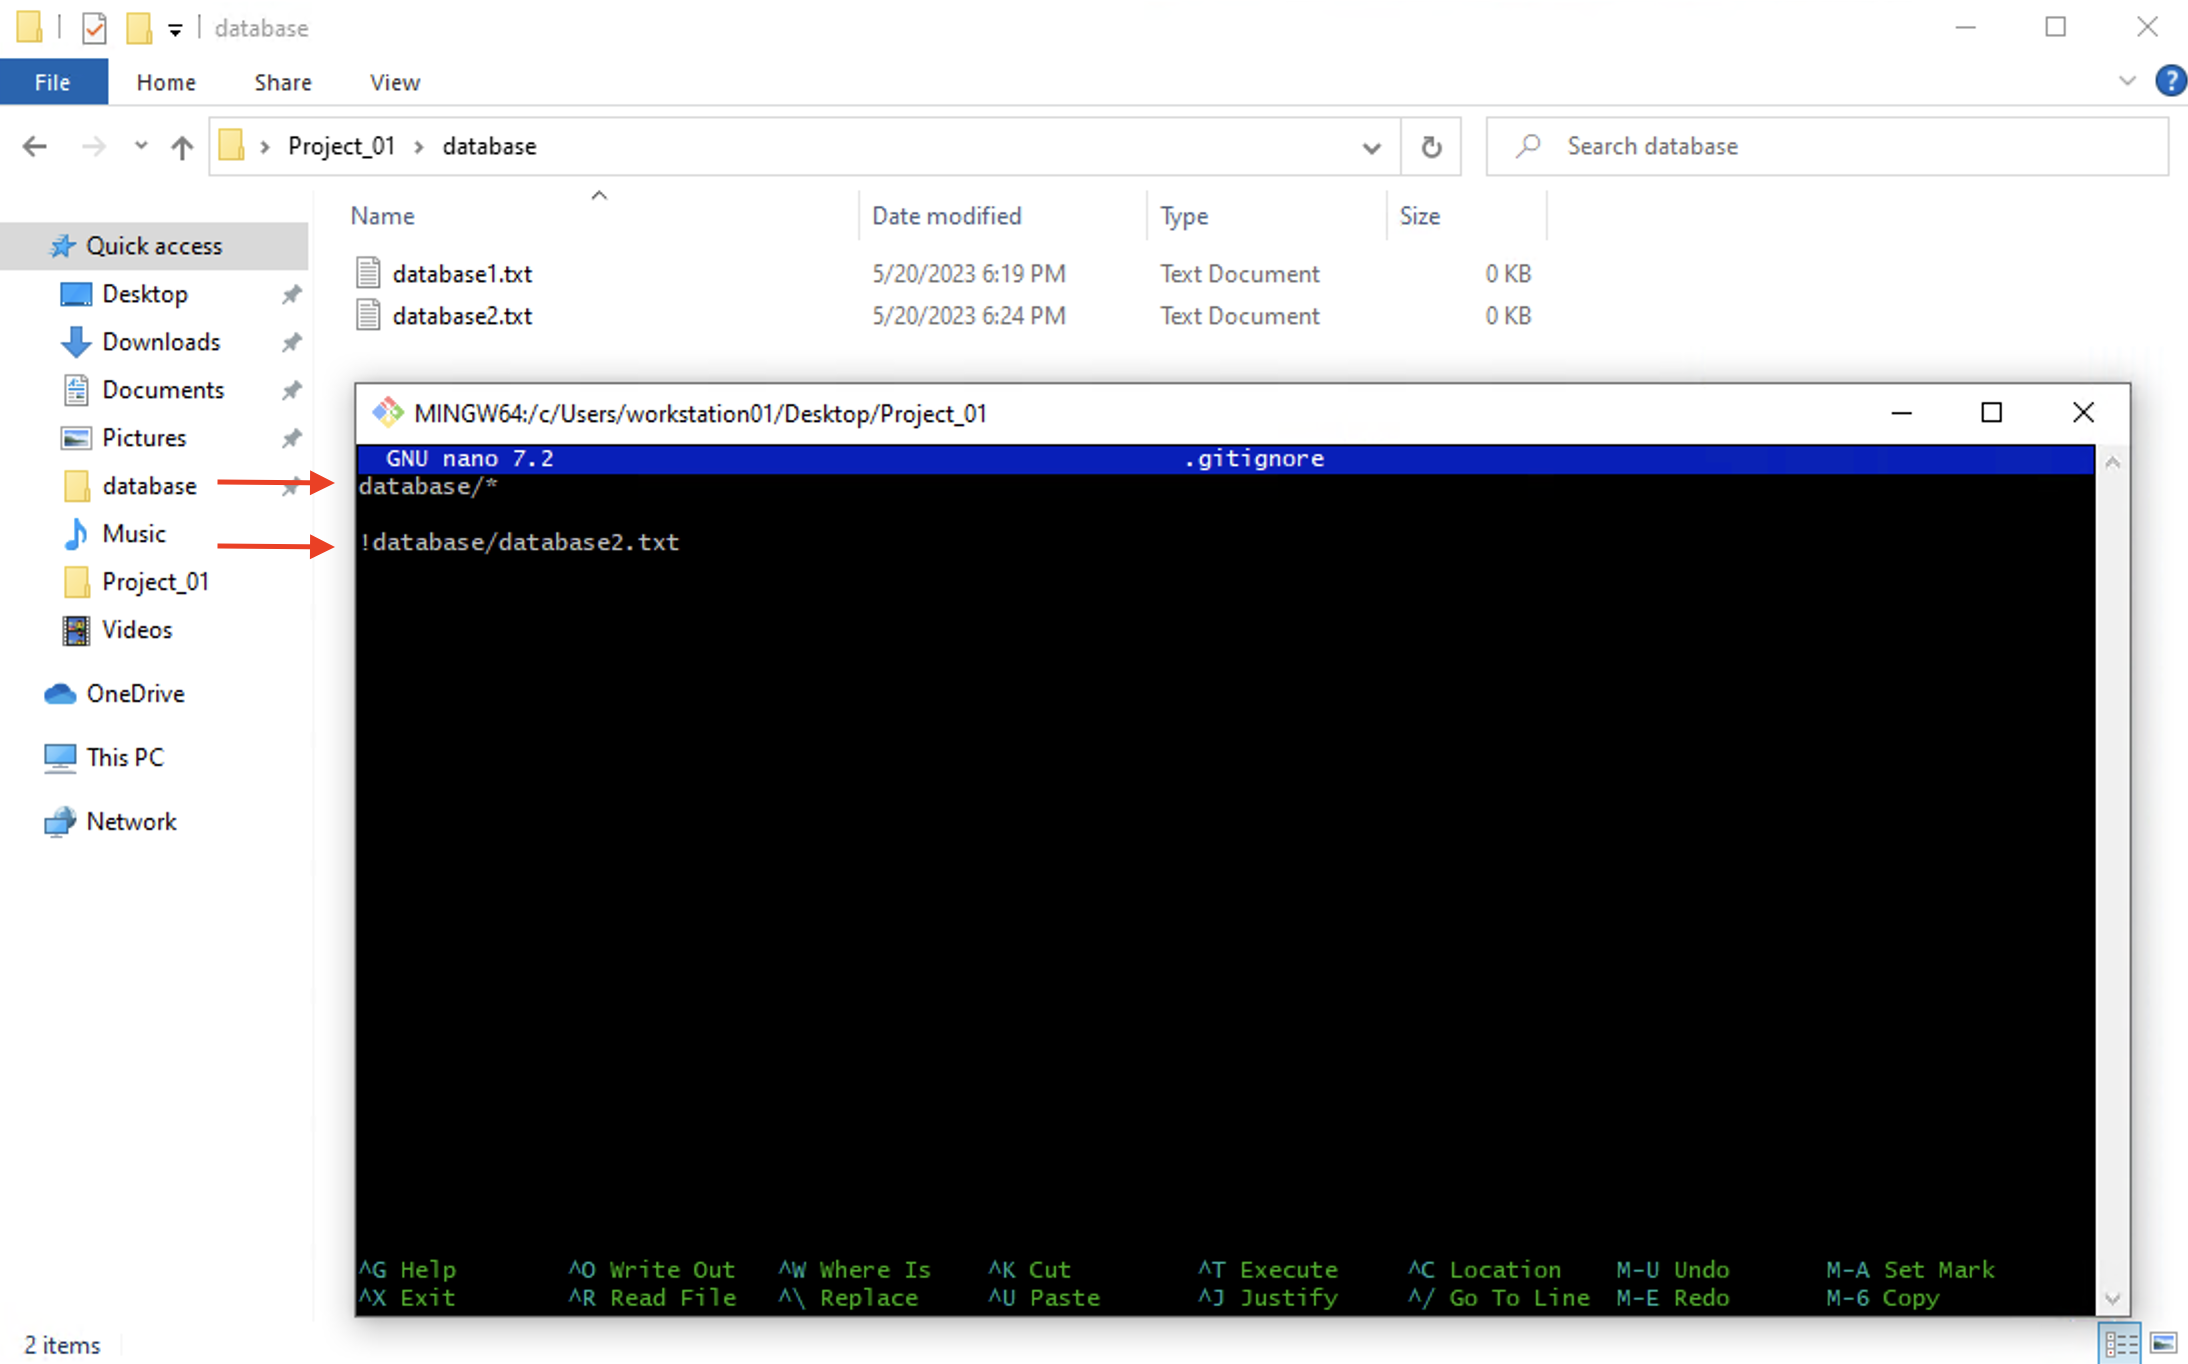 database
File Home Share View
Project_01 > database
Search database
Name Date modified Type Size
database1.txt 5/20/2023 6:19 PM Text Document 0 KB
database2.txt 5/20/2023 6:24 PM Text Document 0 KB
Quick access
Desktop
Downloads
Documents
Pictures
database
Music
Project_01
Videos
OneDrive
This PC
Network
MINGW64:/c/Users/workstation01/Desktop/Project_01
GNU nano 7.2 .gitignore
database/*
!database/database2.txt
^G Help ^O Write Out ^W Where Is ^K Cut ^T Execute ^C Location M-U Undo M-A Set Mark
^X Exit ^R Read File ^\ Replace ^U Paste ^J Justify ^/ Go To Line M-E Redo M-6 Copy
2 items